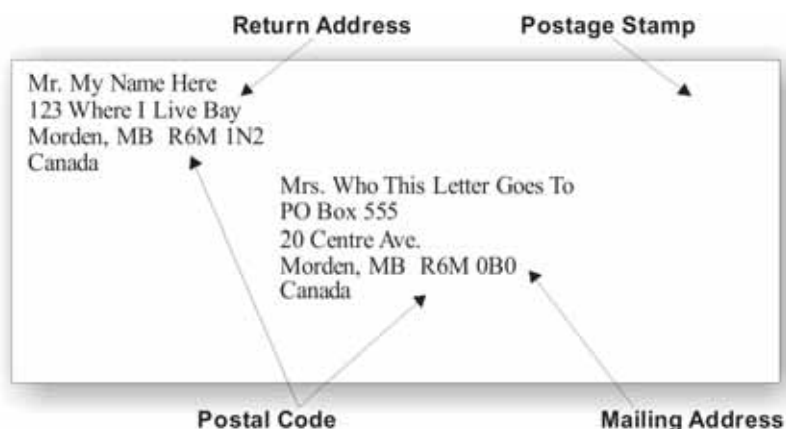 Return Address
Postage Stamp
Mr. My Name Here
123 Where I Live Bay
Morden, MB R6M 1N2
Canada
Mrs. Who This Letter Goes To
PO Box 555
20 Centre Ave.
Morden, MB R6M 0B0
Canada
Postal Code
Mailing Address